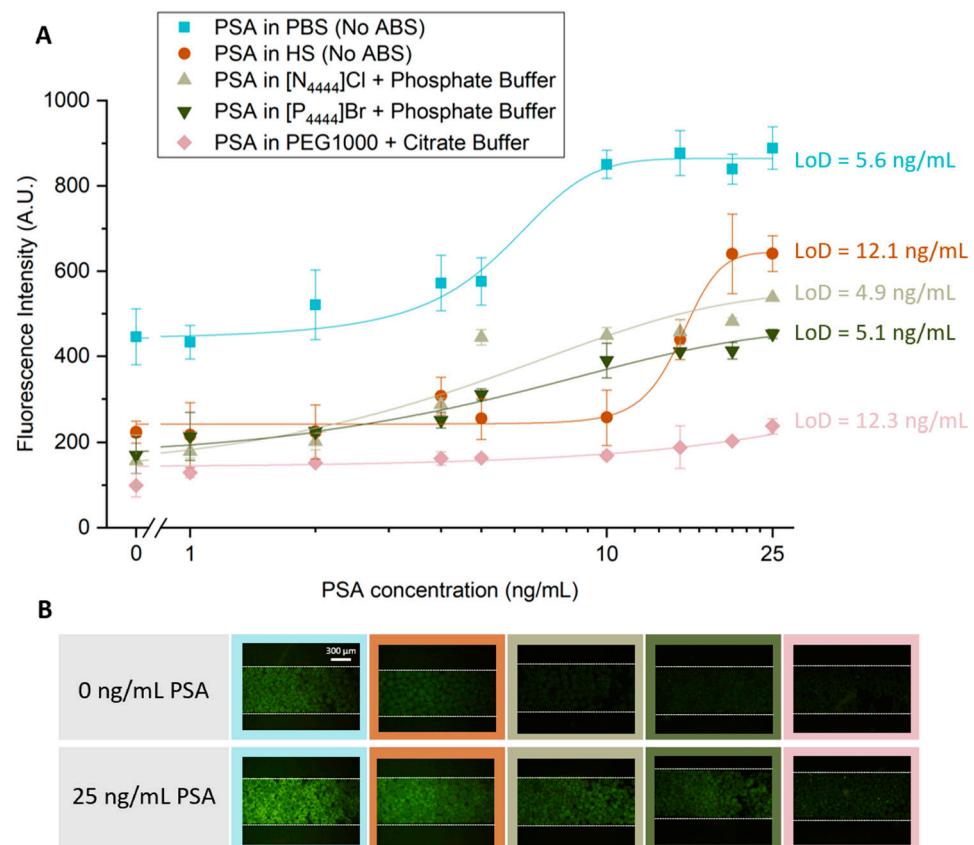 A
PSA in PBS (No ABS)
PSA in HS (No ABS)
PSA in [N₄₄₄₄]Cl + Phosphate Buffer
PSA in [P₄₄₄₄]Br + Phosphate Buffer
PSA in PEG1000 + Citrate Buffer
Fluorescence Intensity (A.U.)
1000
800
600
400
200
0
LoD = 5.6 ng/mL
LoD = 12.1 ng/mL
LoD = 4.9 ng/mL
LoD = 5.1 ng/mL
LoD = 12.3 ng/mL
0 1 10 25
PSA concentration (ng/mL)
B
0 ng/mL PSA
300 µm
25 ng/mL PSA